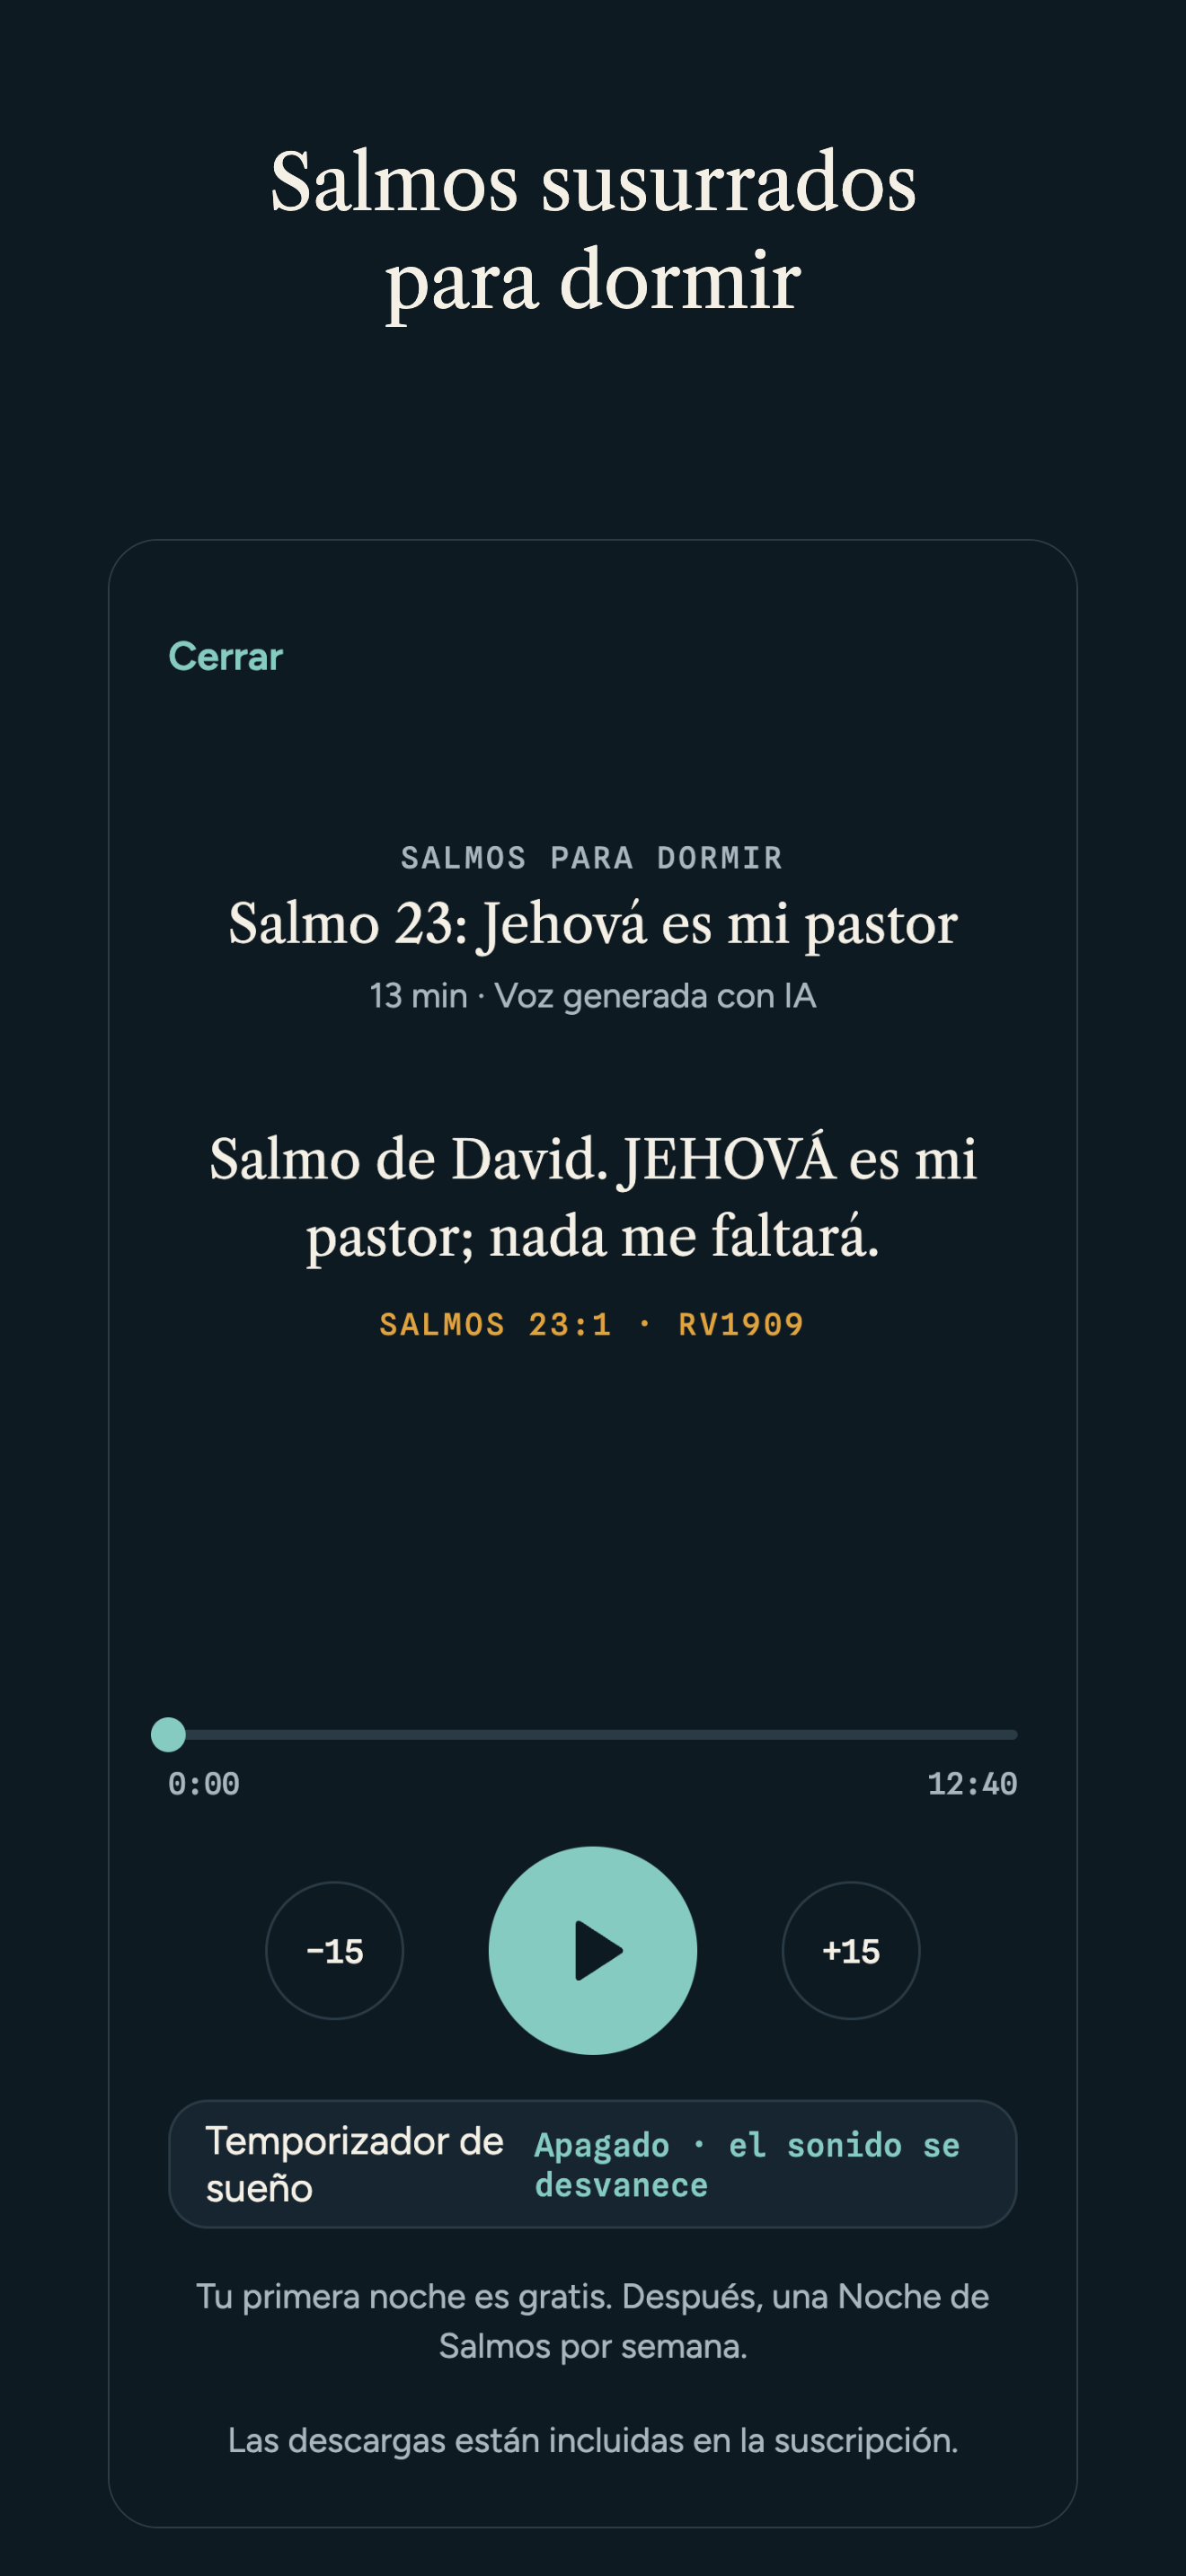 Salmos susurrados
para dormir
Cerrar
SALMOS PARA DORMIR
Salmo 23: Jehová es mi pastor
13 min · Voz generada con IA
Salmo de David. JEHOVÁ es mi
pastor; nada me faltará.
SALMOS 23:1 · RV1909
0:00 12:40
−15 +15
Temporizador de
sueño
Apagado · el sonido se
desvanece
Tu primera noche es gratis. Después, una Noche de
Salmos por semana.
Las descargas están incluidas en la suscripción.